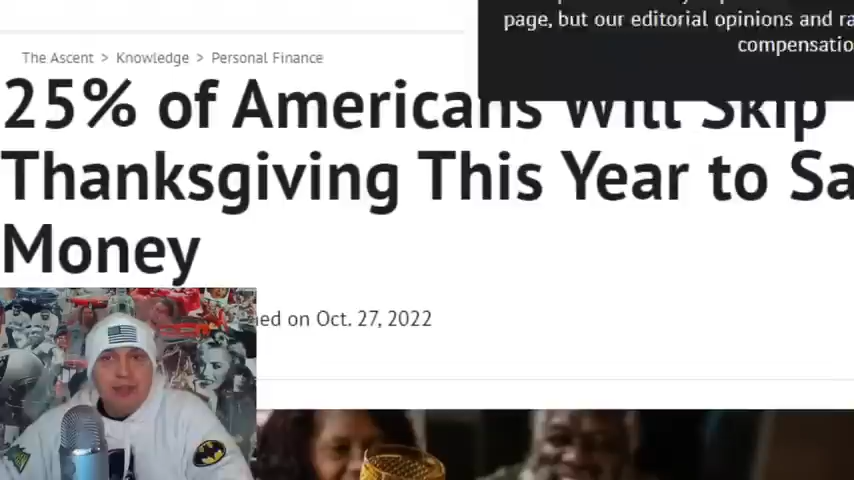 page, but our editorial opinions and ra
compensatio
The Ascent > Knowledge > Personal Finance
25% of Americans Will Skip
Thanksgiving This Year to Sa
Money
ed on Oct. 27, 2022